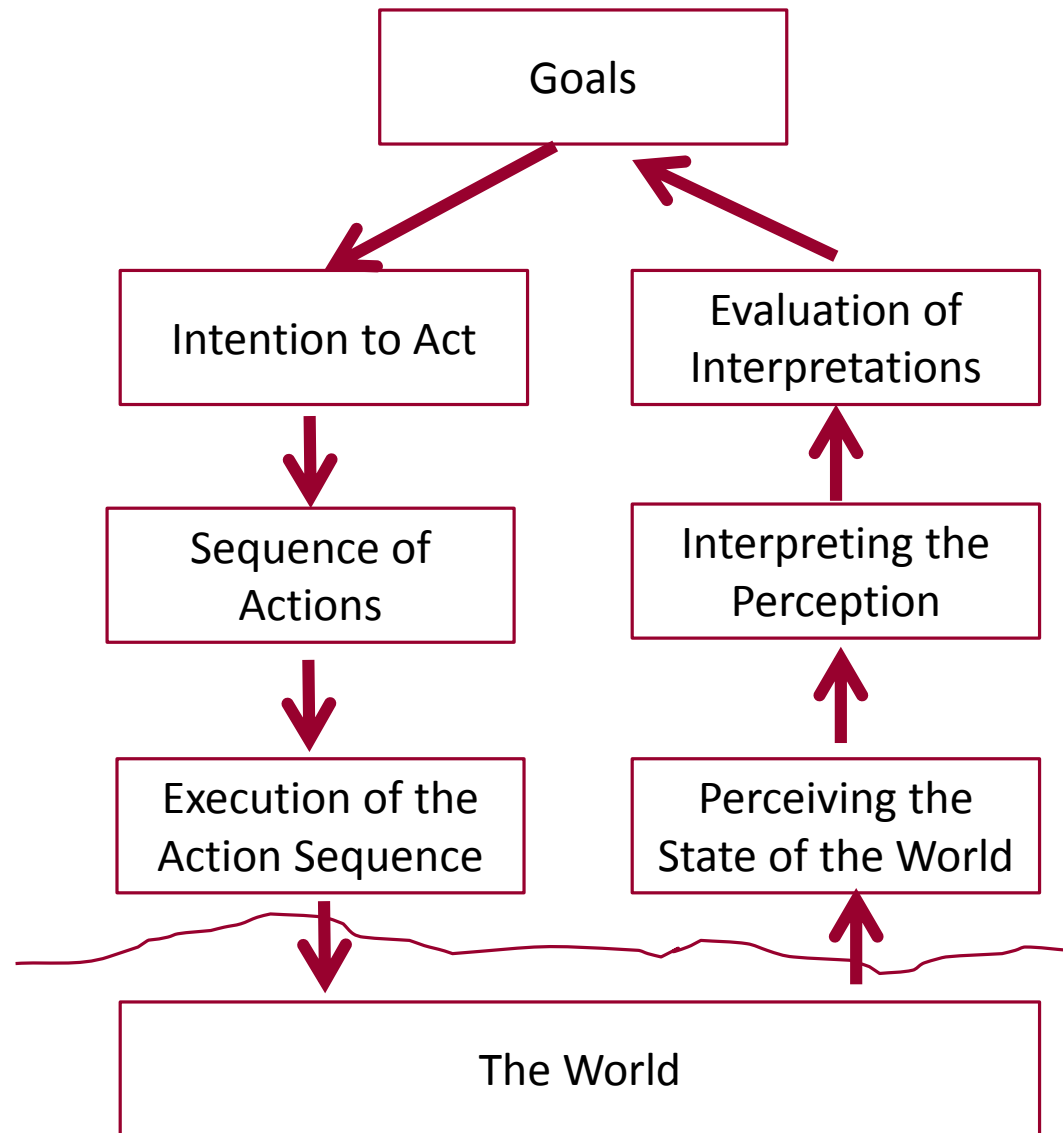 Goals
Intention to Act
Evaluation of
Interpretations
Sequence of
Actions
Interpreting the
Perception
Execution of the
Action Sequence
Perceiving the
State of the World
The World